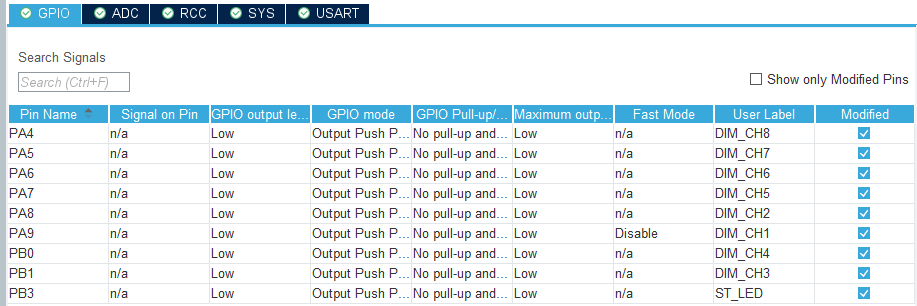 GPIO ADC RCC SYS USART
Search Signals
Search (Ctrl+F)
Show only Modified Pins
Pin Name Signal on Pin GPIO output le... GPIO mode GPIO Pull-up/... Maximum outp... Fast Mode User Label Modified
PA4 n/a Low Output Push P... No pull-up and... Low n/a DIM_CH8
PA5 n/a Low Output Push P... No pull-up and... Low n/a DIM_CH7
PA6 n/a Low Output Push P... No pull-up and... Low n/a DIM_CH6
PA7 n/a Low Output Push P... No pull-up and... Low n/a DIM_CH5
PA8 n/a Low Output Push P... No pull-up and... Low n/a DIM_CH2
PA9 n/a Low Output Push P... No pull-up and... Low Disable DIM_CH1
PB0 n/a Low Output Push P... No pull-up and... Low n/a DIM_CH4
PB1 n/a Low Output Push P... No pull-up and... Low n/a DIM_CH3
PB3 n/a Low Output Push P... No pull-up and... Low n/a ST_LED